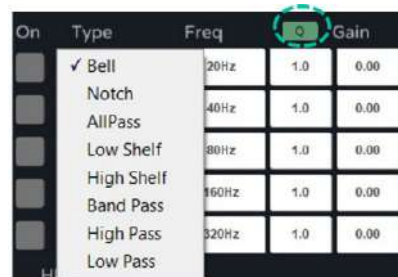 On Type Freq Q Gain
✓ Bell 20Hz 1.0 0.00
Notch
AllPass 40Hz 1.0 0.00
Low Shelf 80Hz 1.0 0.00
High Shelf
Band Pass 160Hz 1.0 0.00
High Pass 320Hz 1.0 0.00
Low Pass